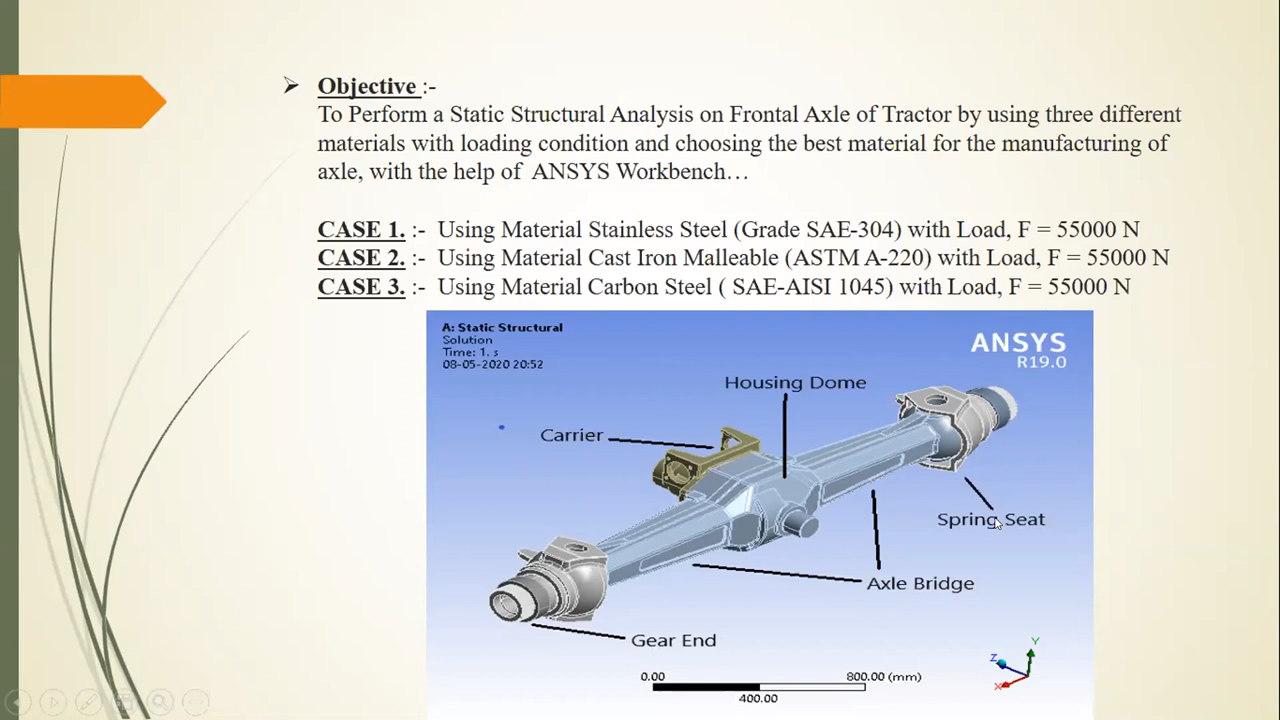 Objective :-
To Perform a Static Structural Analysis on Frontal Axle of Tractor by using three different
materials with loading condition and choosing the best material for the manufacturing of
axle, with the help of ANSYS Workbench…
CASE 1. :- Using Material Stainless Steel (Grade SAE-304) with Load, F = 55000 N
CASE 2. :- Using Material Cast Iron Malleable (ASTM A-220) with Load, F = 55000 N
CASE 3. :- Using Material Carbon Steel ( SAE-AISI 1045) with Load, F = 55000 N
A: Static Structural
Solution
Time: 1. s
08-05-2020 20:52
ANSYS
R19.0
Housing Dome
Carrier
Spring Seat
Axle Bridge
Gear End
0.00
800.00 (mm)
400.00
Y
Z
X